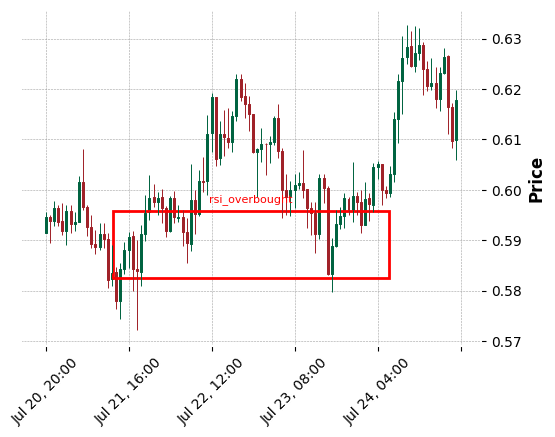 0.63
0.62
0.61
0.60
0.59
0.58
0.57
Price
rsi_overbought
Jul 20, 20:00
Jul 21, 16:00
Jul 22, 12:00
Jul 23, 08:00
Jul 24, 04:00